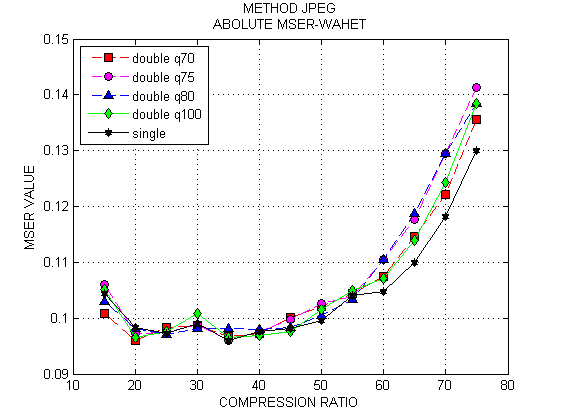 METHOD JPEG
ABOLUTE MSER-WAHET
0.15
0.14
0.13
0.12
0.11
0.1
0.09
MSER VALUE
double q70
double q75
double q80
double q100
single
10 20 30 40 50 60 70 80
COMPRESSION RATIO